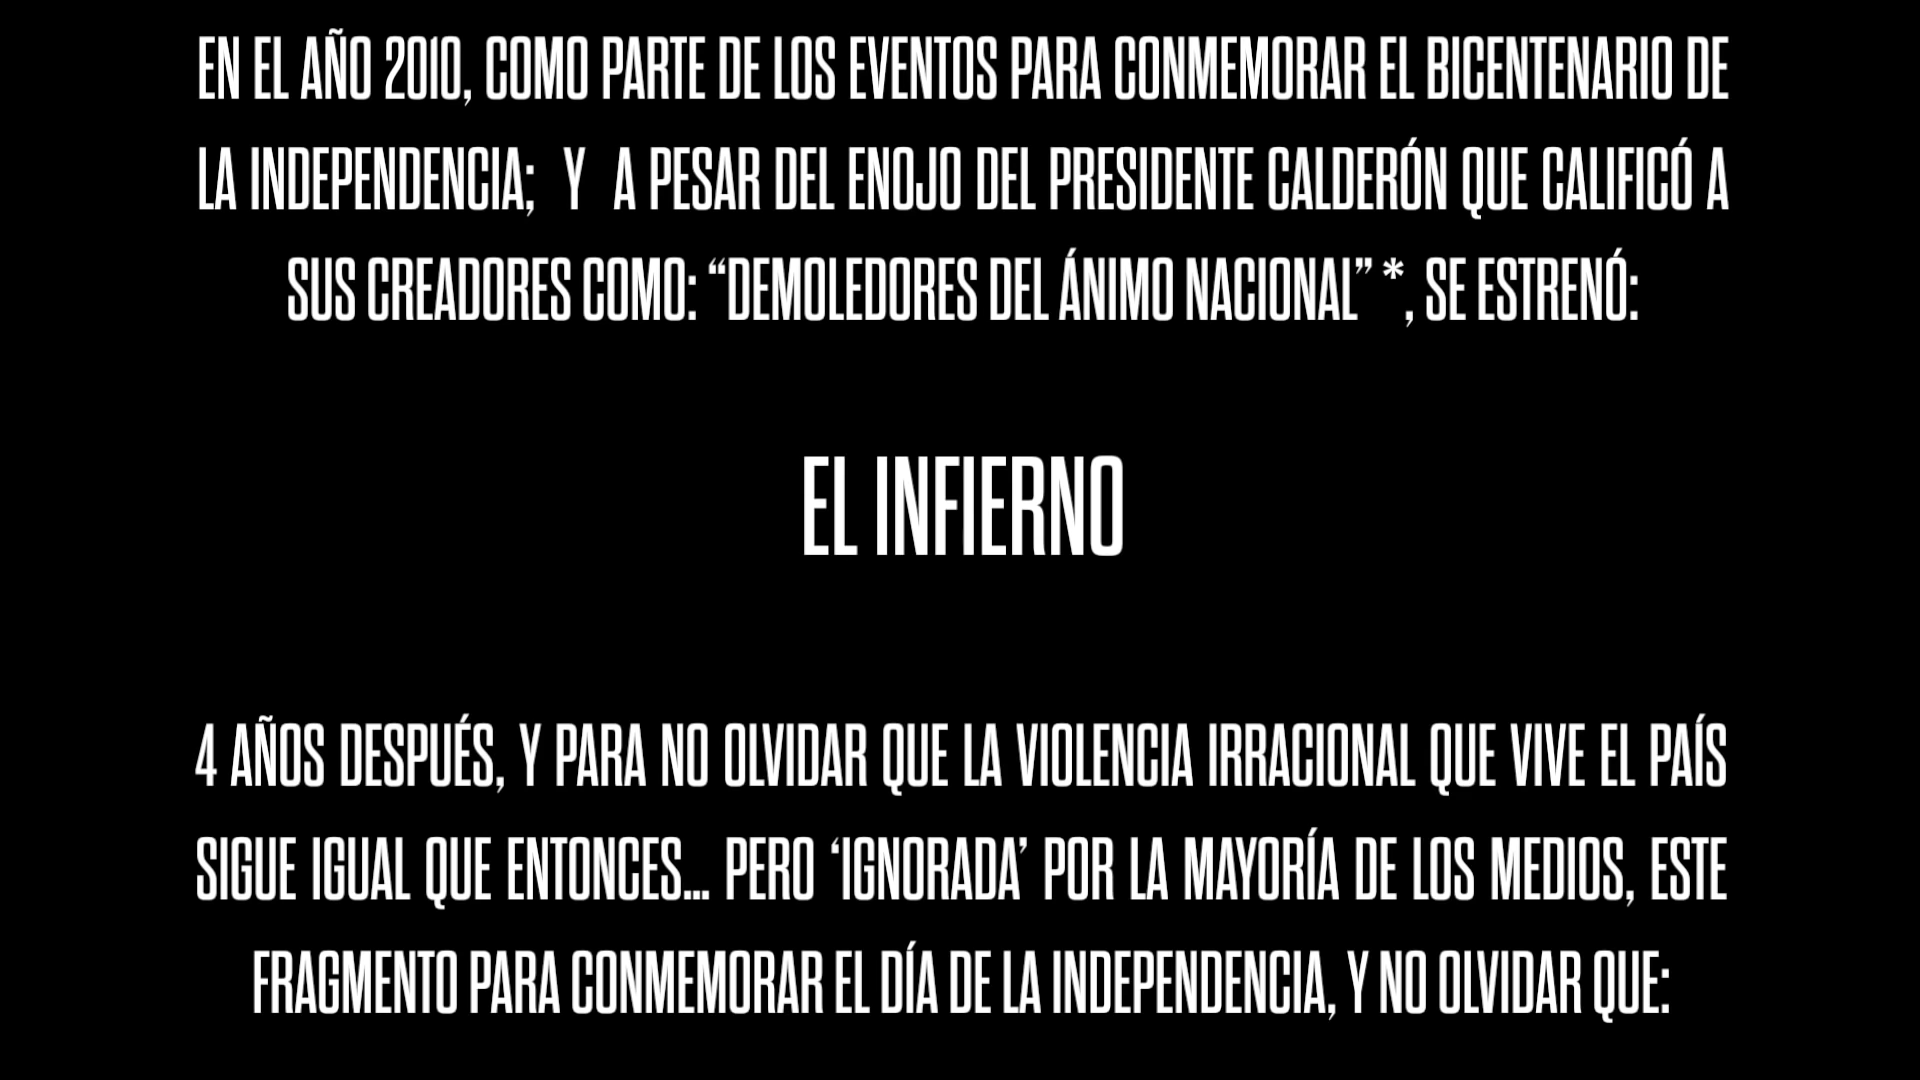 EN EL AÑO 2010, COMO PARTE DE LOS EVENTOS PARA CONMEMORAR EL BICENTENARIO DE
LA INDEPENDENCIA; Y A PESAR DEL ENOJO DEL PRESIDENTE CALDERÓN QUE CALIFICÓ A
SUS CREADORES COMO: “DEMOLEDORES DEL ÁNIMO NACIONAL” *, SE ESTRENÓ:
EL INFIERNO
4 AÑOS DESPUÉS, Y PARA NO OLVIDAR QUE LA VIOLENCIA IRRACIONAL QUE VIVE EL PAÍS
SIGUE IGUAL QUE ENTONCES... PERO ‘IGNORADA’ POR LA MAYORÍA DE LOS MEDIOS, ESTE
FRAGMENTO PARA CONMEMORAR EL DÍA DE LA INDEPENDENCIA, Y NO OLVIDAR QUE: